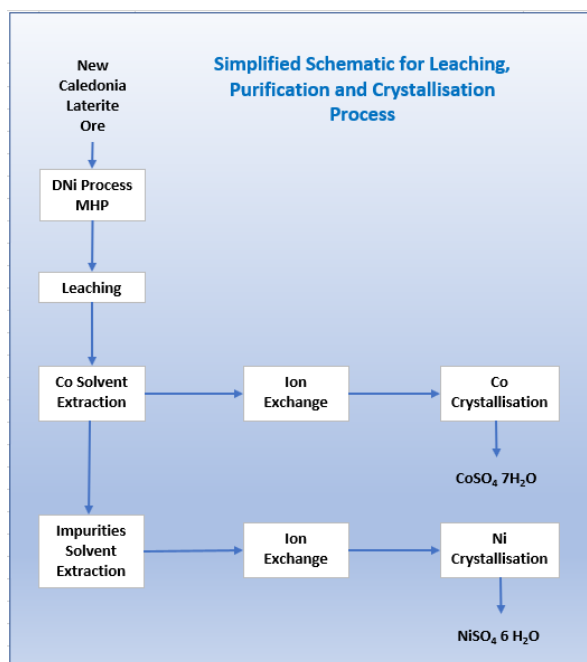 Simplified Schematic for Leaching,
Purification and Crystallisation
Process
New
Caledonia
Laterite
Ore
DNi Process
MHP
Leaching
Co Solvent
Extraction
Ion
Exchange
Co
Crystallisation
CoSO₄ 7H₂O
Impurities
Solvent
Extraction
Ion
Exchange
Ni
Crystallisation
NiSO₄ 6 H₂O